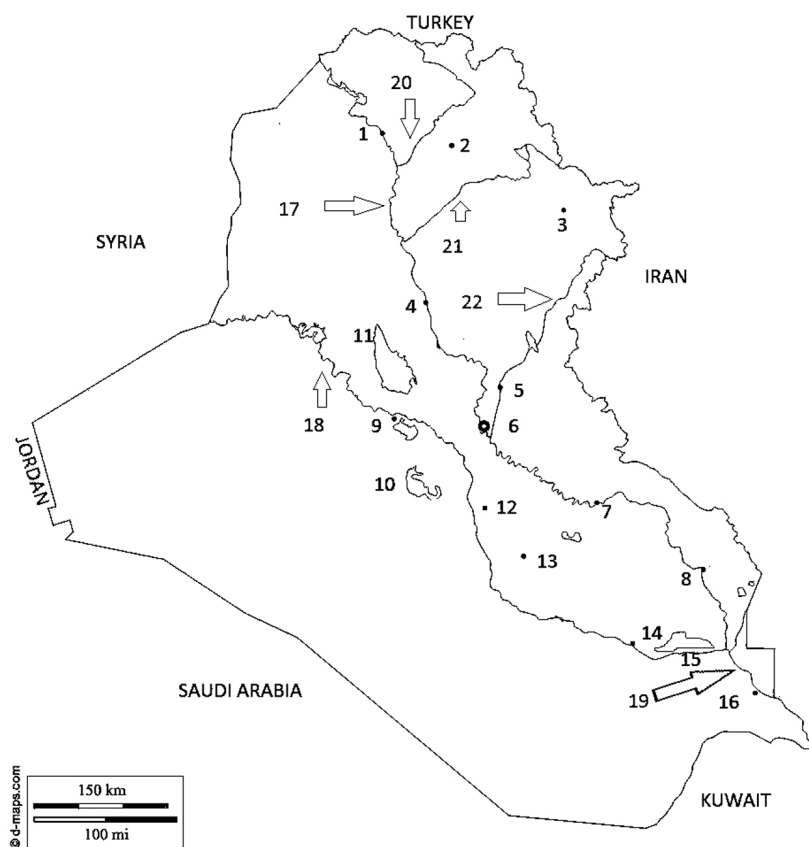 TURKEY
20
1
2
17
3
21
SYRIA
IRAN
4
22
11
5
18
9
6
JORDAN
10
12
7
13
8
14
15
SAUDI ARABIA
19
16
150 km
100 mi
KUWAIT
© d-maps.com